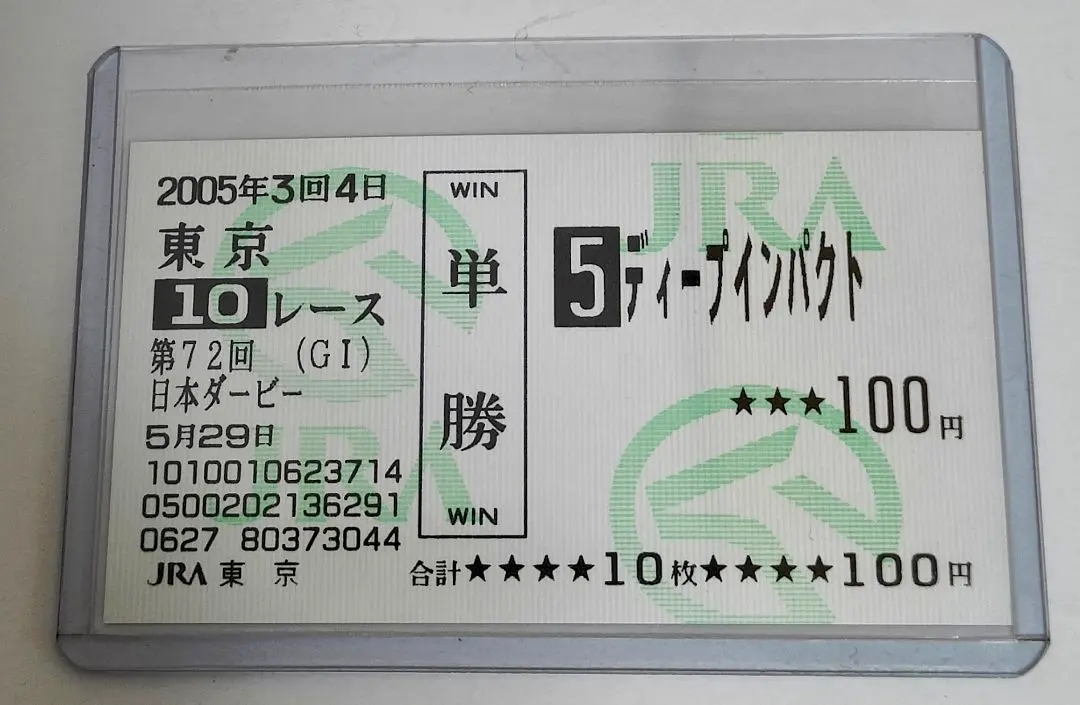 2005年3回4日
東京
10レース
第72回 (GI)
日本ダービー
5月29日
1010010623714
0500202136291
0627 80373044
JRA 東 京
WIN
単勝
WIN
JRA
5 ディープインパクト
★★★100円
合計★★★★10枚★★★★100円
JRA